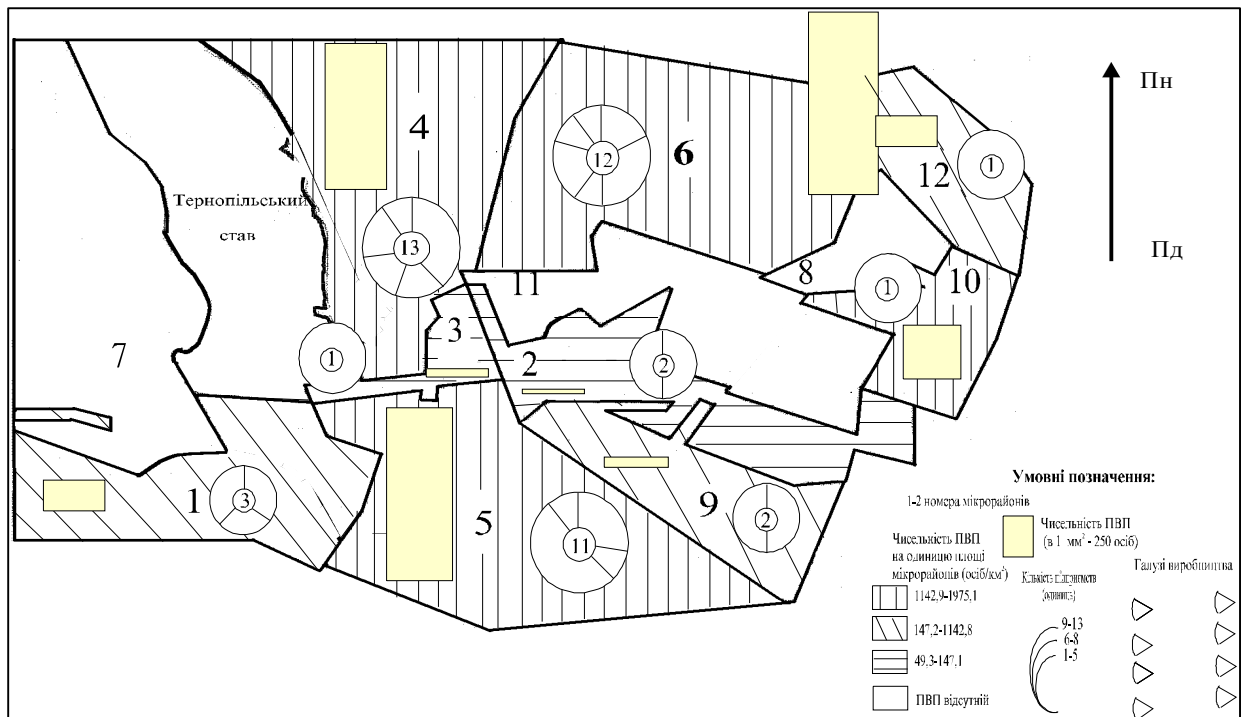 Пн
4
12
6
12
1
Тернопільський
став
13
Пд
8
11
1
10
3
7
1
2
2
1
3
5
11
9
2
Умовні позначення:
1-2 номера мікрорайонів
Чисельність ПВП
(в 1 мм² - 250 осіб)
Чисельність ПВП
на одиницю площі
мікрорайонів (осіб/км²)
1142,9-1975,1
147,2-1142,8
49,3-147,1
ПВП відсутній
Кількість підприємств
(одиниць)
9-13
6-8
1-5
Галузі виробництва